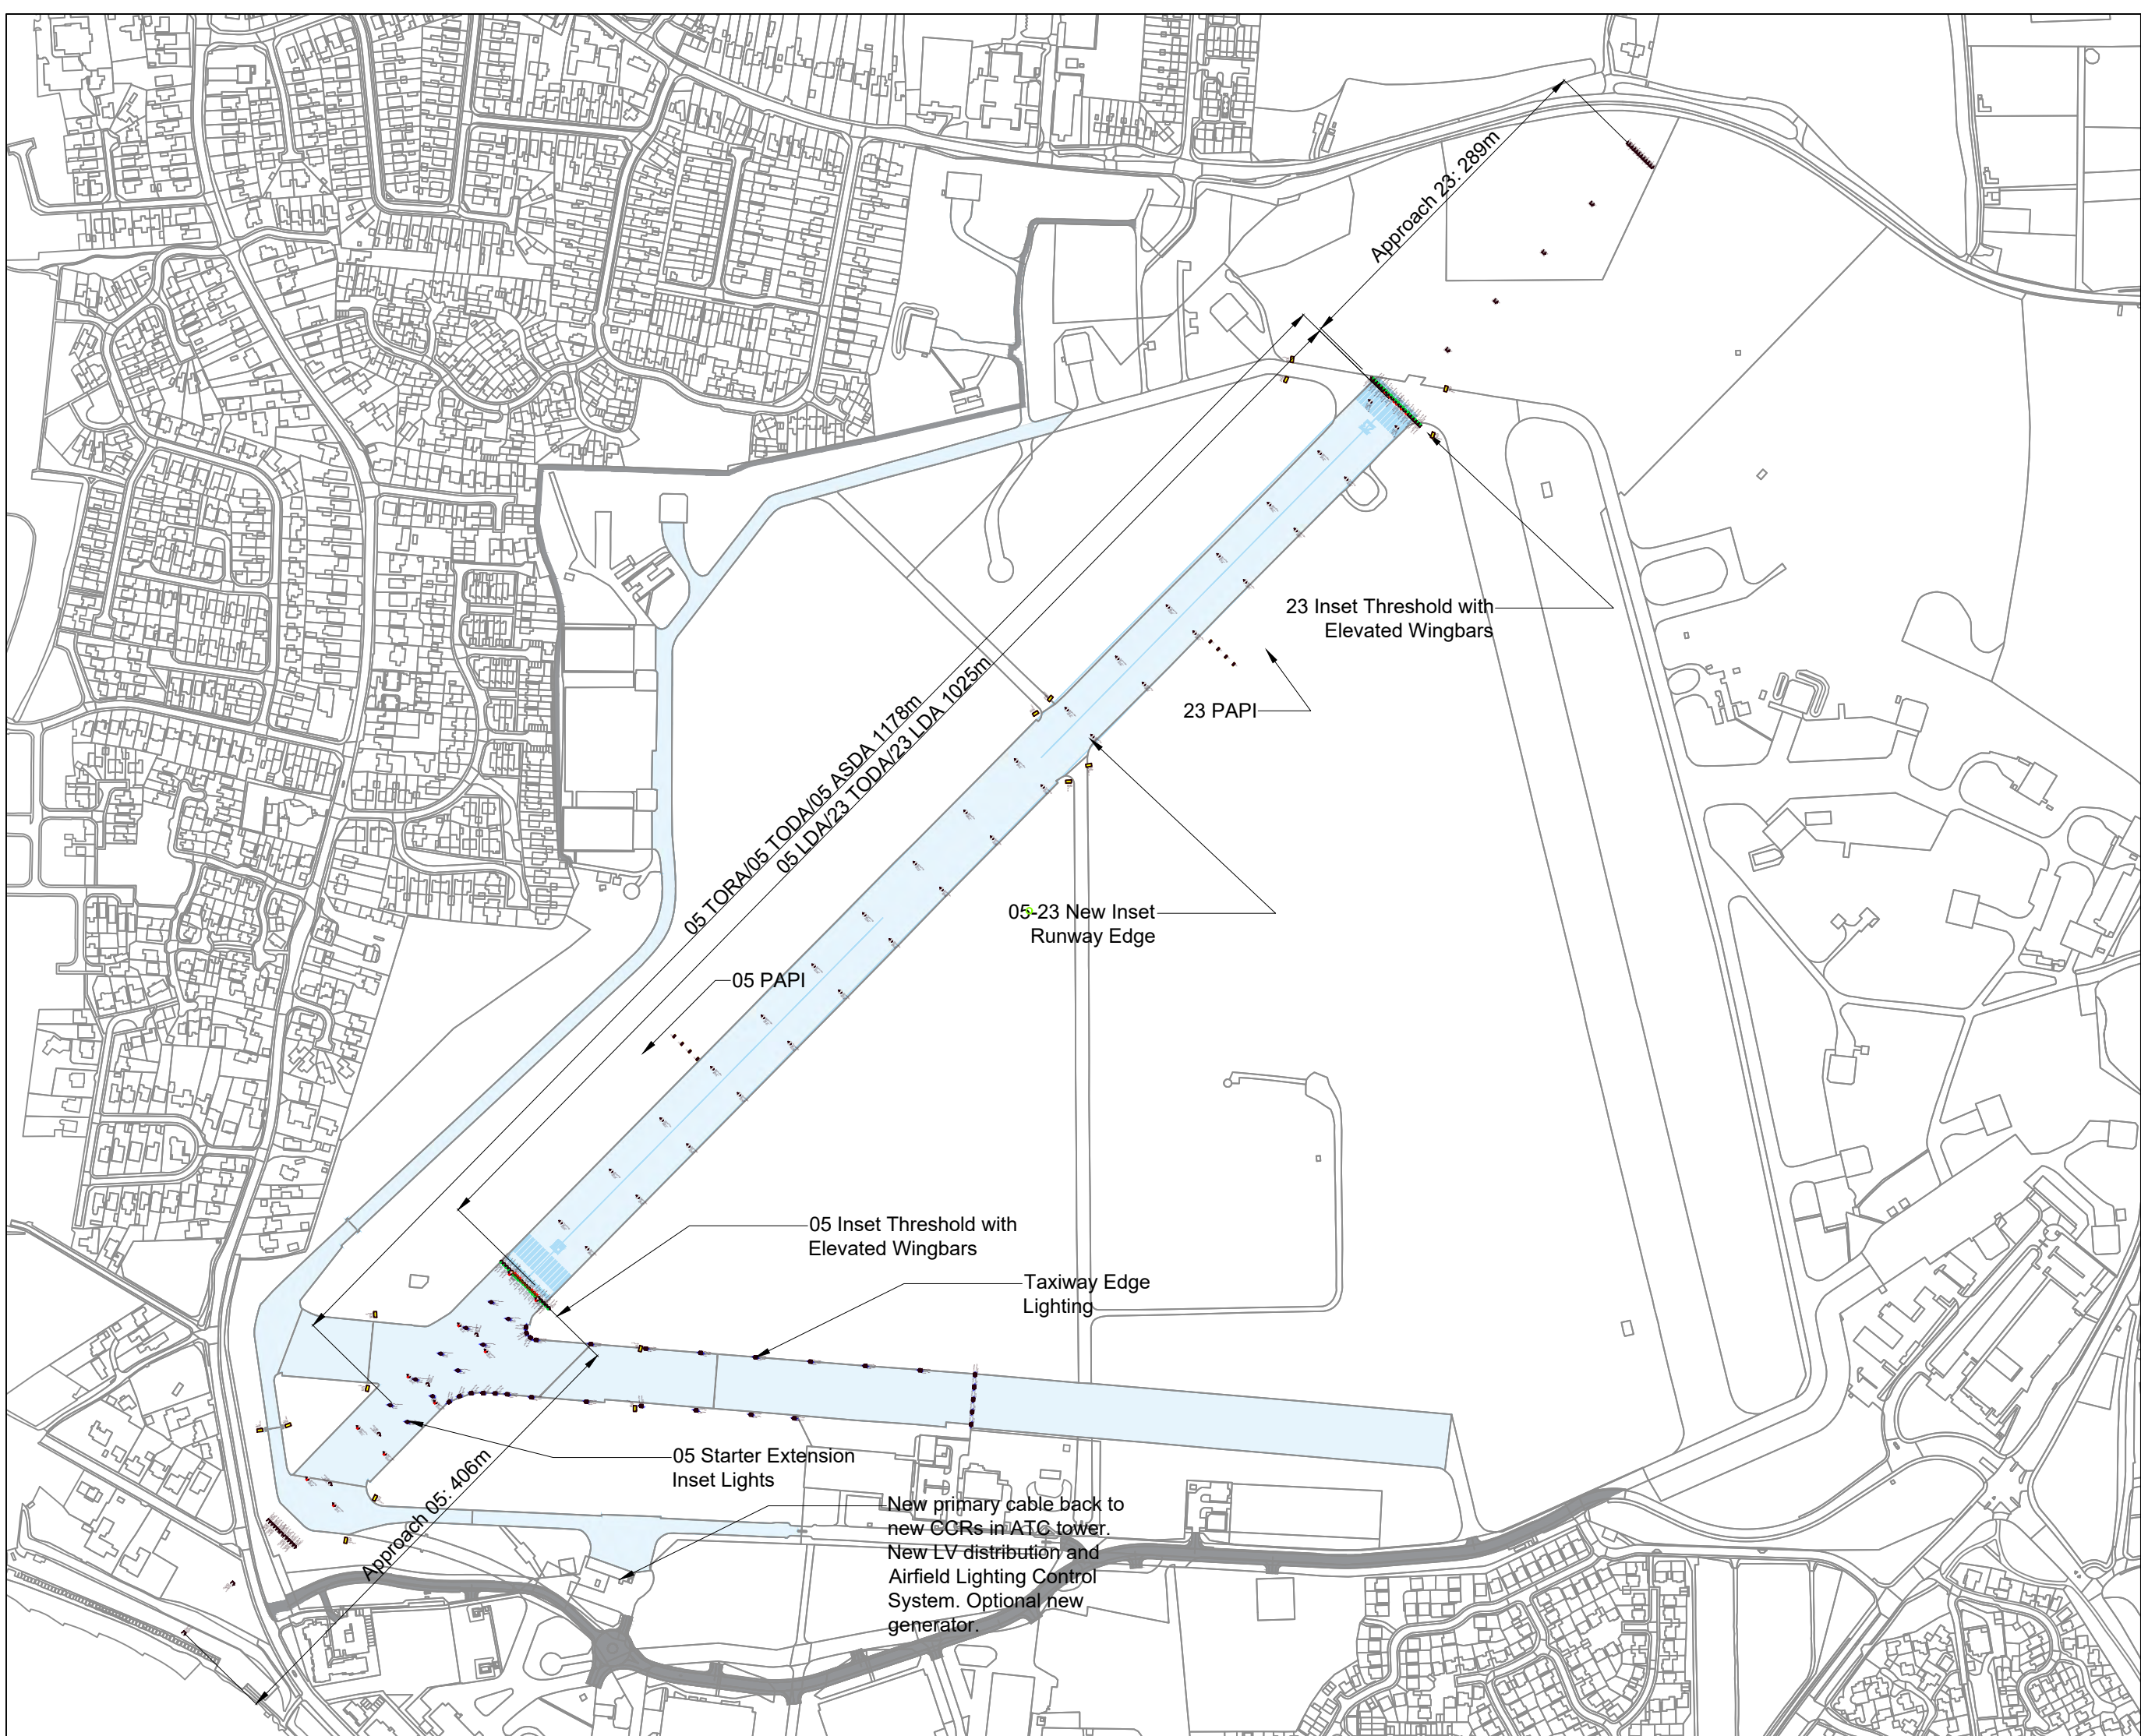 Approach 23: 289m
23 Inset Threshold with
Elevated Wingbars
05 TORA/05 TODA/05 ASDA 1178m
05 LDA/23 TODA/23 LDA 1025m
23 PAPI
05-23 New Inset
Runway Edge
05 PAPI
05 Inset Threshold with
Elevated Wingbars
Taxiway Edge
Lighting
05 Starter Extension
Inset Lights
Approach 05: 406m
New primary cable back to
new CCRs in ATC tower.
New LV distribution and
Airfield Lighting Control
System. Optional new
generator.